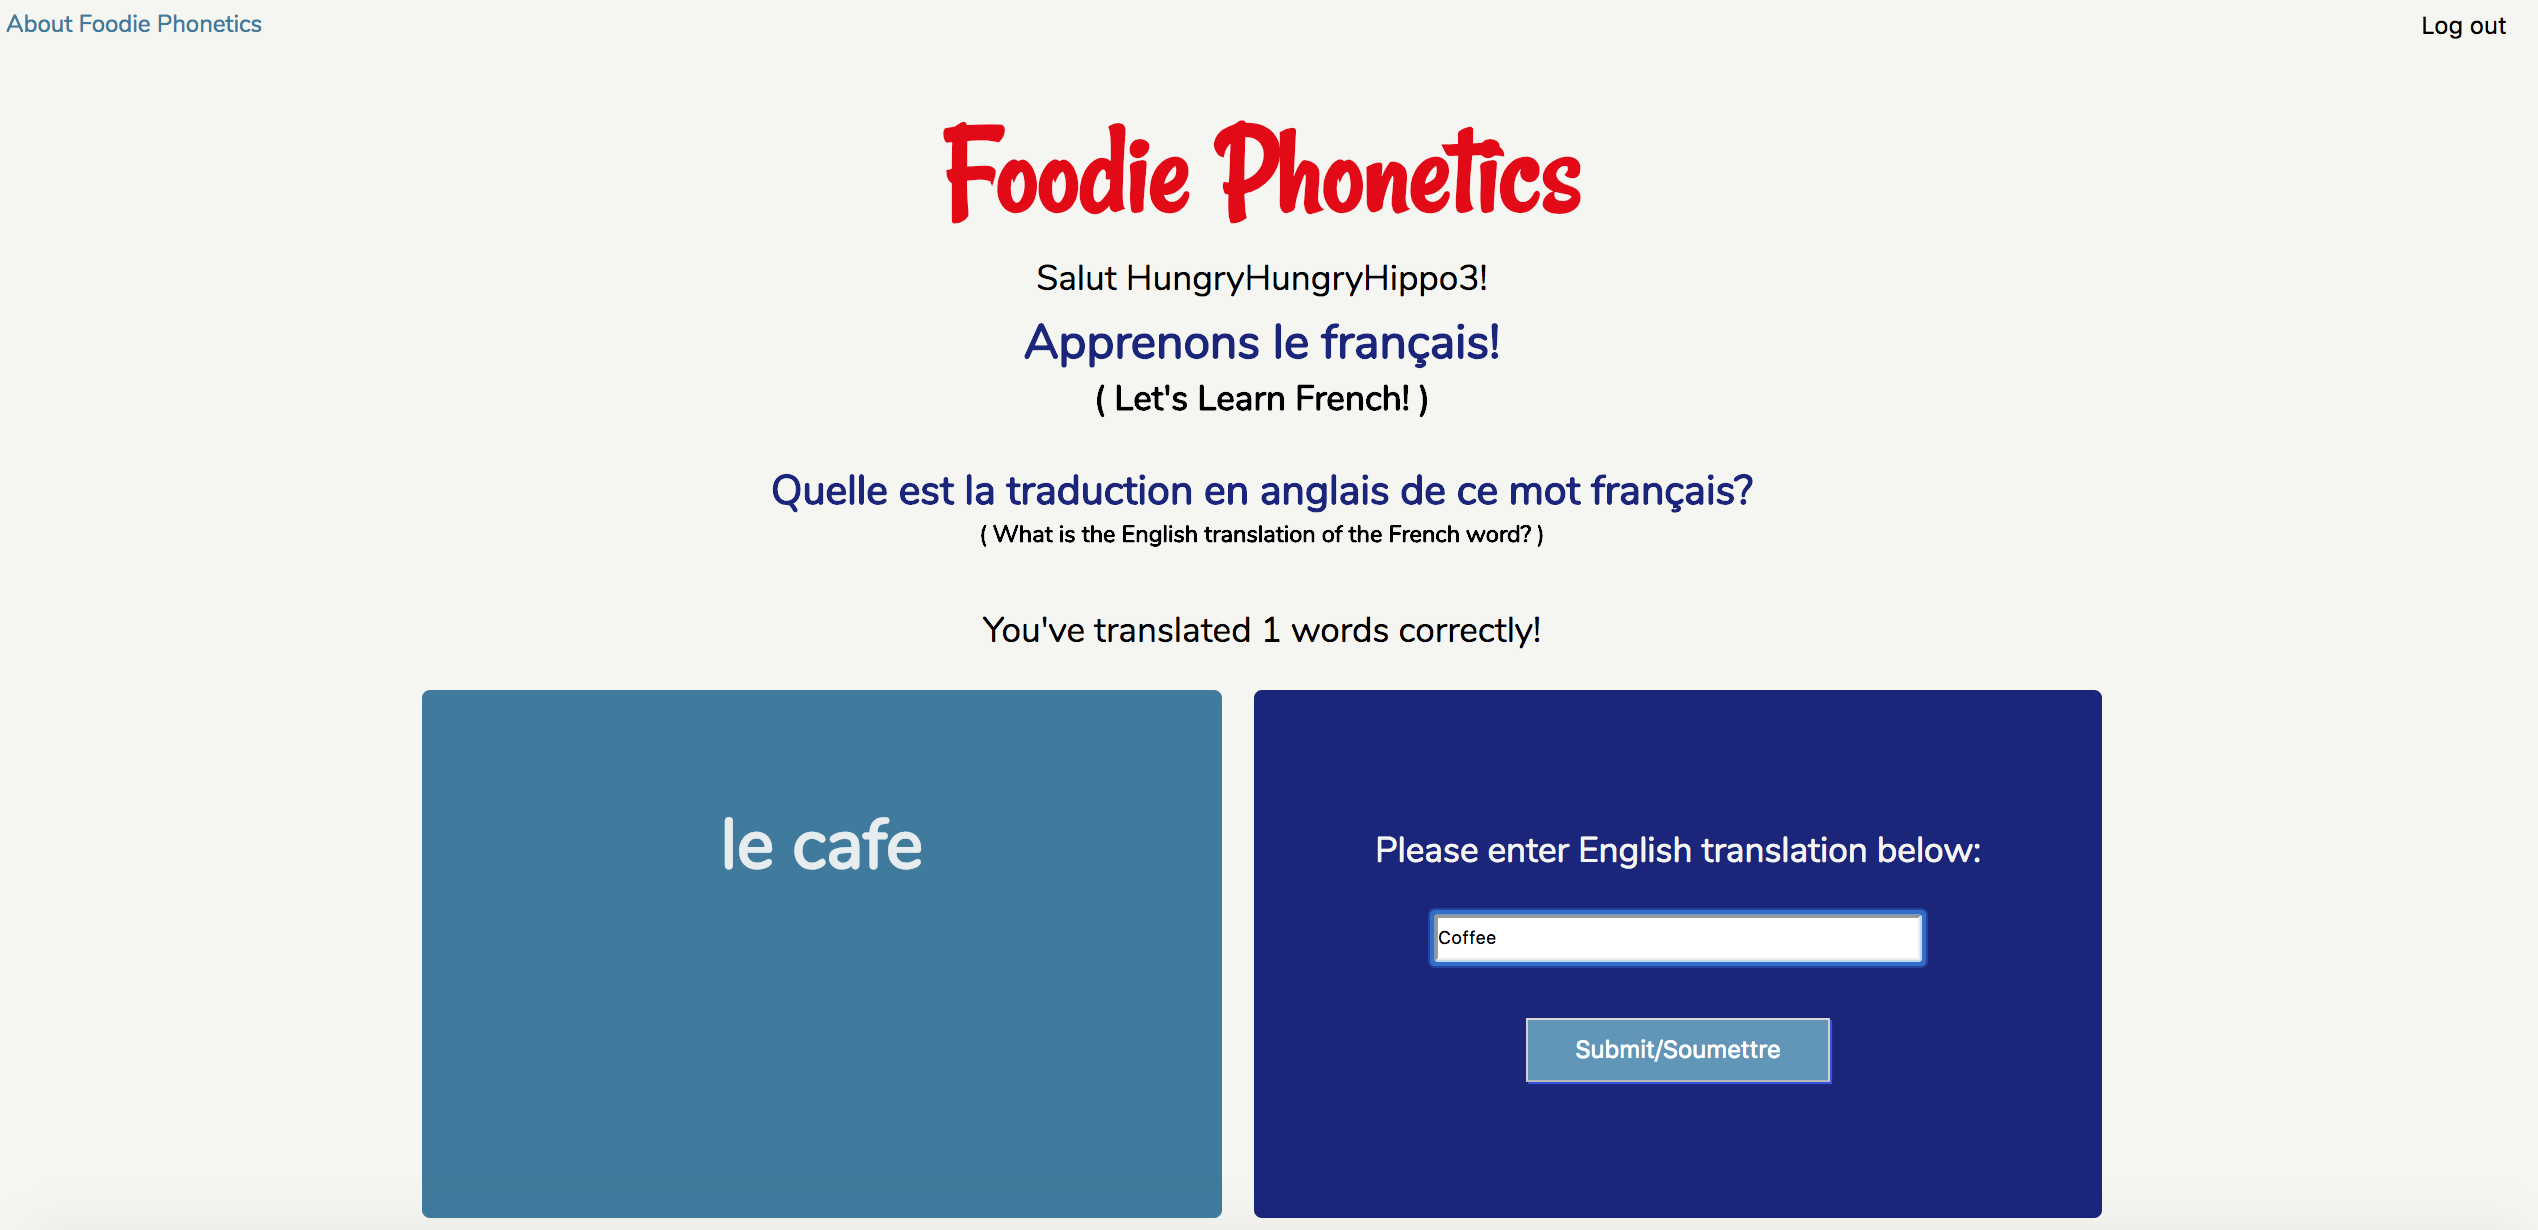 About Foodie Phonetics
Log out
Foodie Phonetics
Salut HungryHungryHippo3!
Apprenons le français!
( Let's Learn French! )
Quelle est la traduction en anglais de ce mot français?
( What is the English translation of the French word? )
You've translated 1 words correctly!
le cafe
Please enter English translation below:
Coffee
Submit/Soumettre